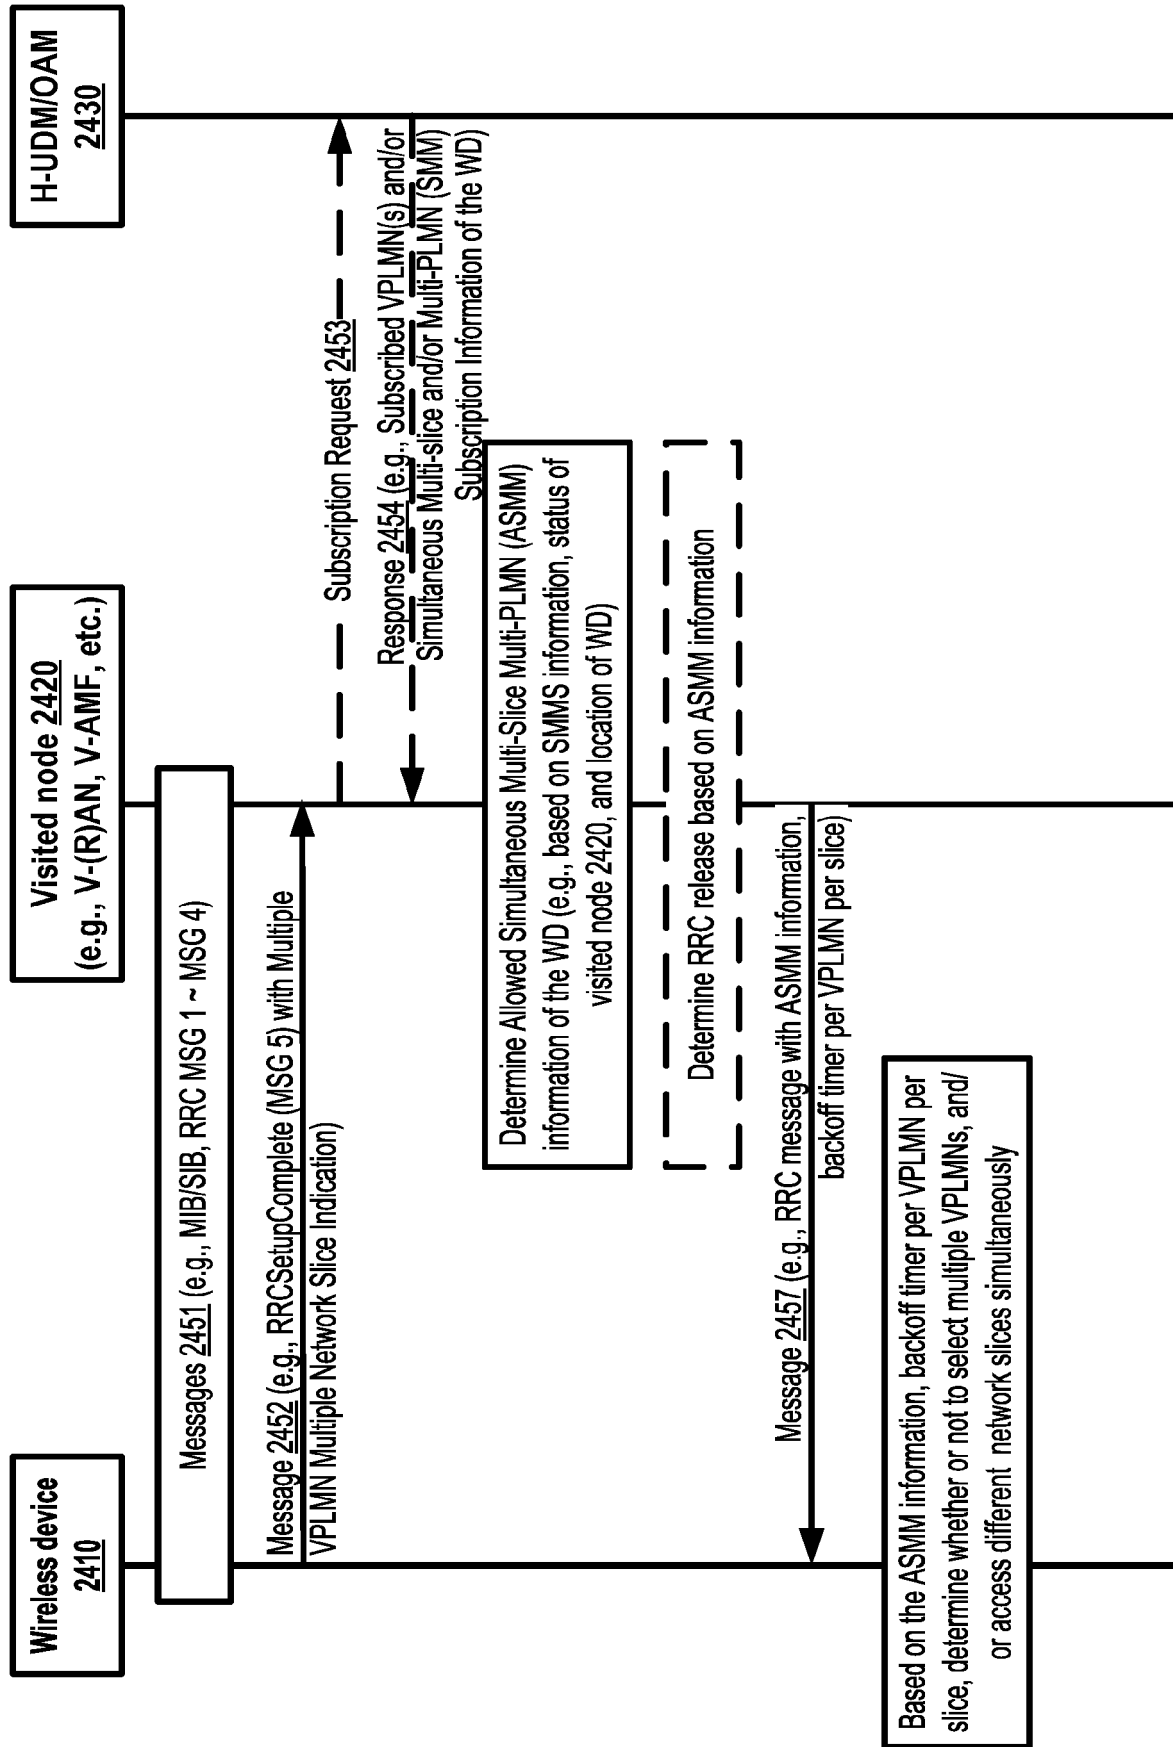 Wireless device
2410
Visited node 2420
(e.g., V-(R)AN, V-AMF, etc.)
H-UDM/OAM
2430
Messages 2451 (e.g., MIB/SIB, RRC MSG 1 ~ MSG 4)
Message 2452 (e.g., RRCSetupComplete (MSG 5) with Multiple
VPLMN Multiple Network Slice Indication)
Subscription Request 2453
Response 2454 (e.g., Subscribed VPLMN(s) and/or
Simultaneous Multi-slice and/or Multi-PLMN (SMM)
Subscription Information of the WD)
Determine Allowed Simultaneous Multi-Slice Multi-PLMN (ASMM)
information of the WD (e.g., based on SMMS information, status of
visited node 2420, and location of WD)
Determine RRC release based on ASMM information
Message 2457 (e.g., RRC message with ASMM information,
backoff timer per VPLMN per slice)
Based on the ASMM information, backoff timer per VPLMN per
slice, determine whether or not to select multiple VPLMNs, and/
or access different network slices simultaneously